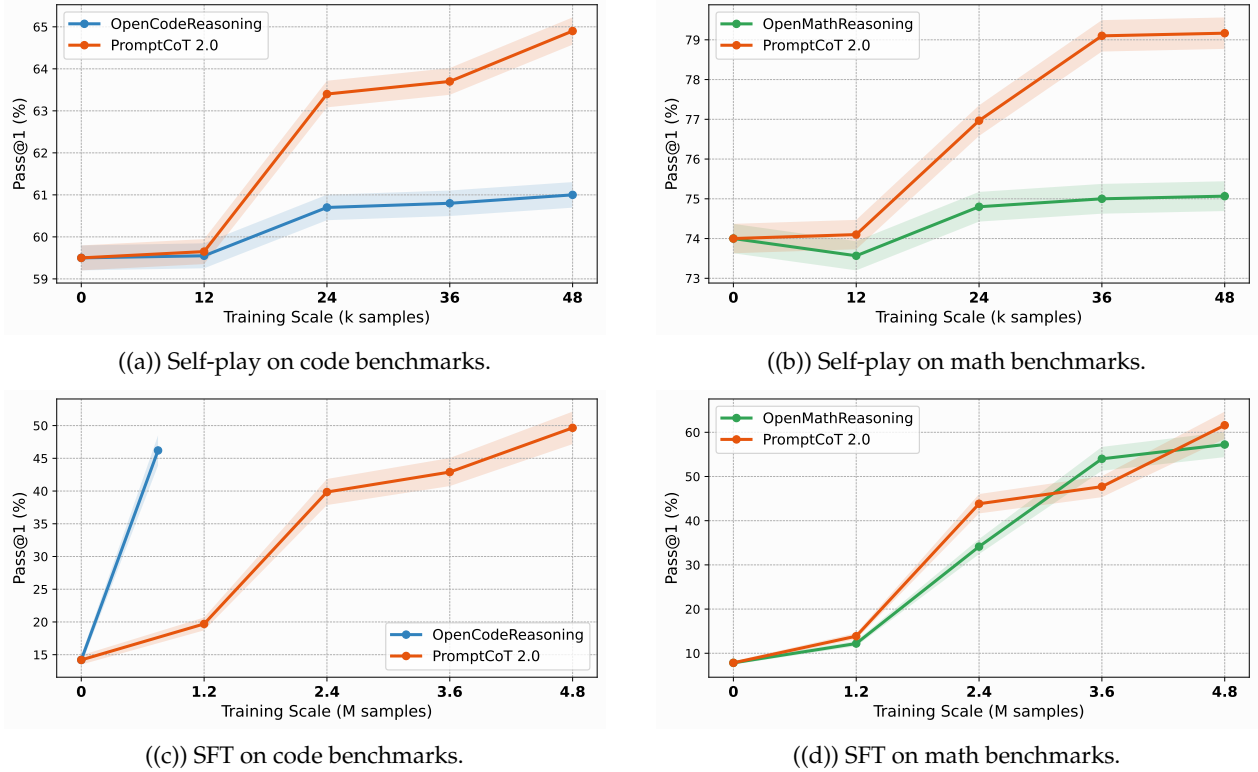 OpenCodeReasoning
PromptCoT 2.0
Pass@1 (%)
65
64
63
62
61
60
59
0 12 24 36 48
Training Scale (k samples)
((a)) Self-play on code benchmarks.
OpenMathReasoning
PromptCoT 2.0
Pass@1 (%)
79
78
77
76
75
74
73
0 12 24 36 48
Training Scale (k samples)
((b)) Self-play on math benchmarks.
Pass@1 (%)
50
45
40
35
30
25
20
15
OpenCodeReasoning
PromptCoT 2.0
0 1.2 2.4 3.6 4.8
Training Scale (M samples)
((c)) SFT on code benchmarks.
OpenMathReasoning
PromptCoT 2.0
Pass@1 (%)
60
50
40
30
20
10
0 1.2 2.4 3.6 4.8
Training Scale (M samples)
((d)) SFT on math benchmarks.